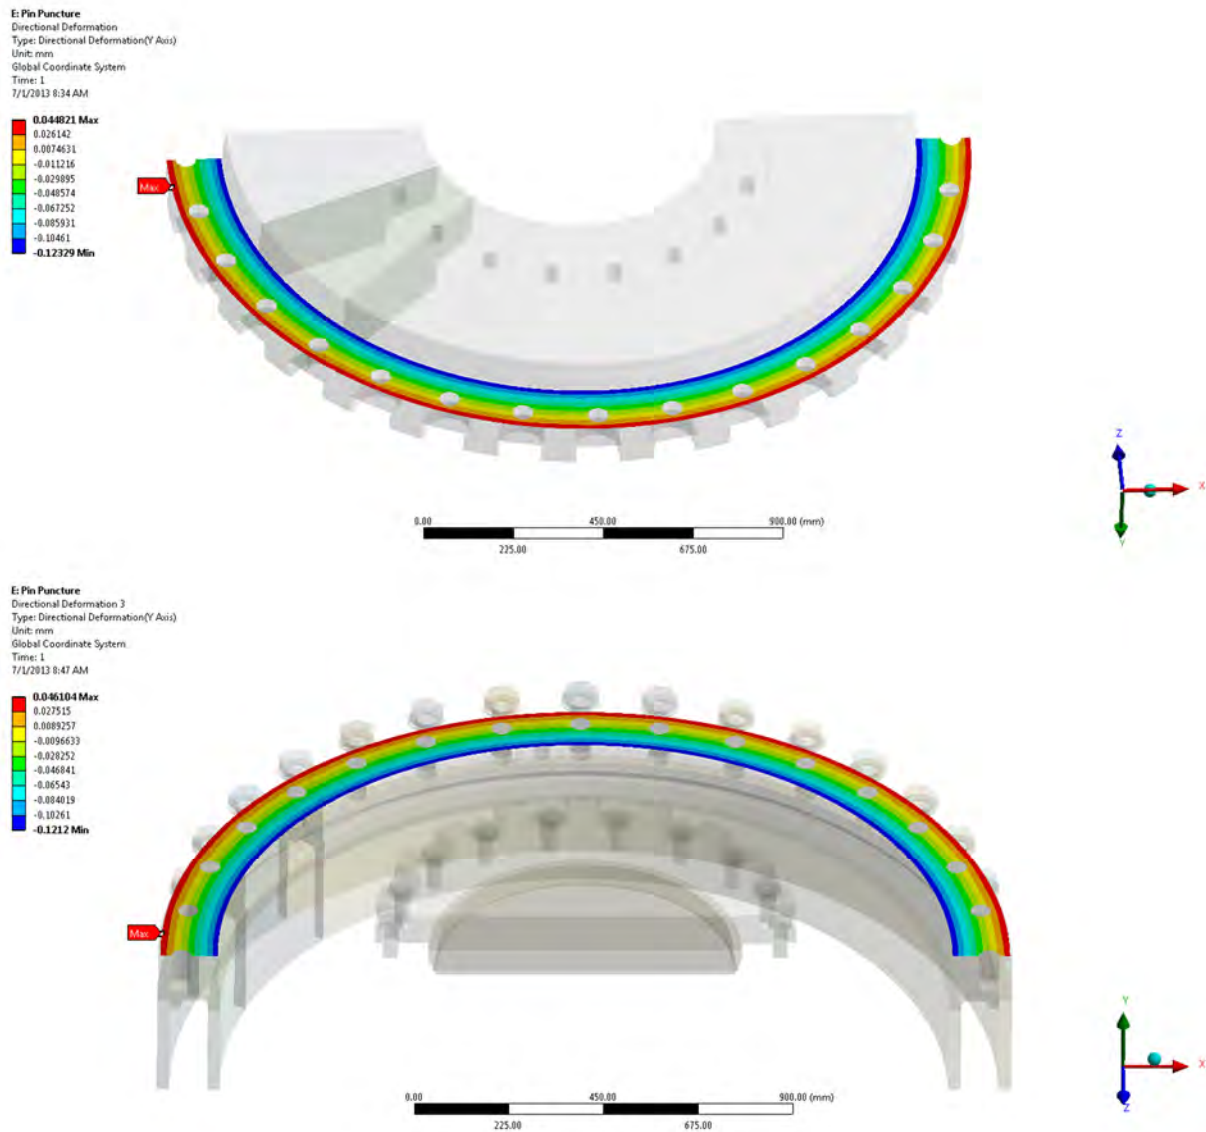 E: Pin Puncture
Directional Deformation
Type: Directional Deformation(Y Axis)
Unit: mm
Global Coordinate System
Time: 1
7/1/2013 8:34 AM
0.044821 Max
0.026142
0.0074631
-0.011216
-0.029895
-0.048574
-0.067252
-0.085931
-0.10461
-0.12329 Min
Max
Z
X
Y
0.00 450.00 900.00 (mm)
225.00 675.00
E: Pin Puncture
Directional Deformation 3
Type: Directional Deformation(Y Axis)
Unit: mm
Global Coordinate System
Time: 1
7/1/2013 8:47 AM
0.046104 Max
0.027515
0.0089257
-0.0096633
-0.028252
-0.046841
-0.06543
-0.084019
-0.10261
-0.1212 Min
Max
Y
X
Z
0.00 450.00 900.00 (mm)
225.00 675.00